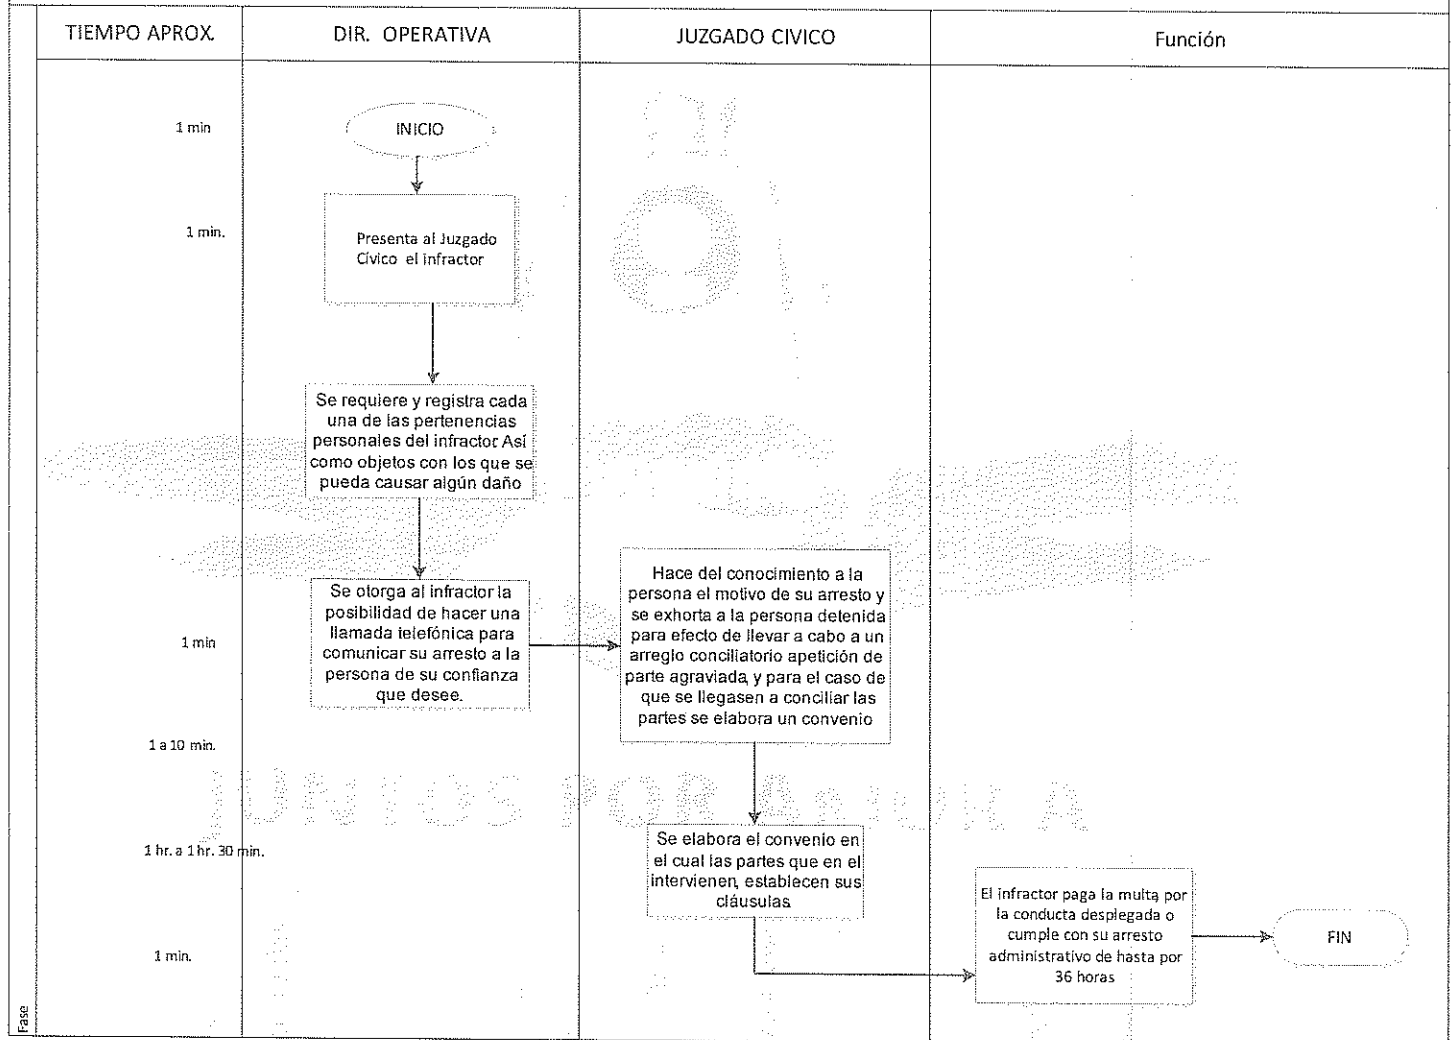 TIEMPO APROX.
DIR. OPERATIVA
JUZGADO CIVICO
Función
1 min
INICIO
1 min.
Presenta al Juzgado
Cívico el infractor
Se requiere y registra cada
una de las pertenencias
personales del infractor. Así
como objetos con los que se
pueda causar algún daño
1 min
Se otorga al infractor la
posibilidad de hacer una
llamada telefónica para
comunicar su arresto a la
persona de su confianza
que desee.
Hace del conocimiento a la
persona el motivo de su arresto y
se exhorta a la persona detenida
para efecto de llevar a cabo a un
arreglo conciliatorio apetición de
parte agraviada, y para el caso de
que se llegasen a conciliar las
partes se elabora un convenio
1 a 10 min.
JUNTOS POR
1 hr. a 1 hr. 30 min.
Se elabora el convenio en
el cual las partes que en el
intervienen, establecen sus
cláusulas.
1 min.
El infractor paga la multa por
la conducta desplegada o
cumple con su arresto
administrativo de hasta por
36 horas
FIN
Fase